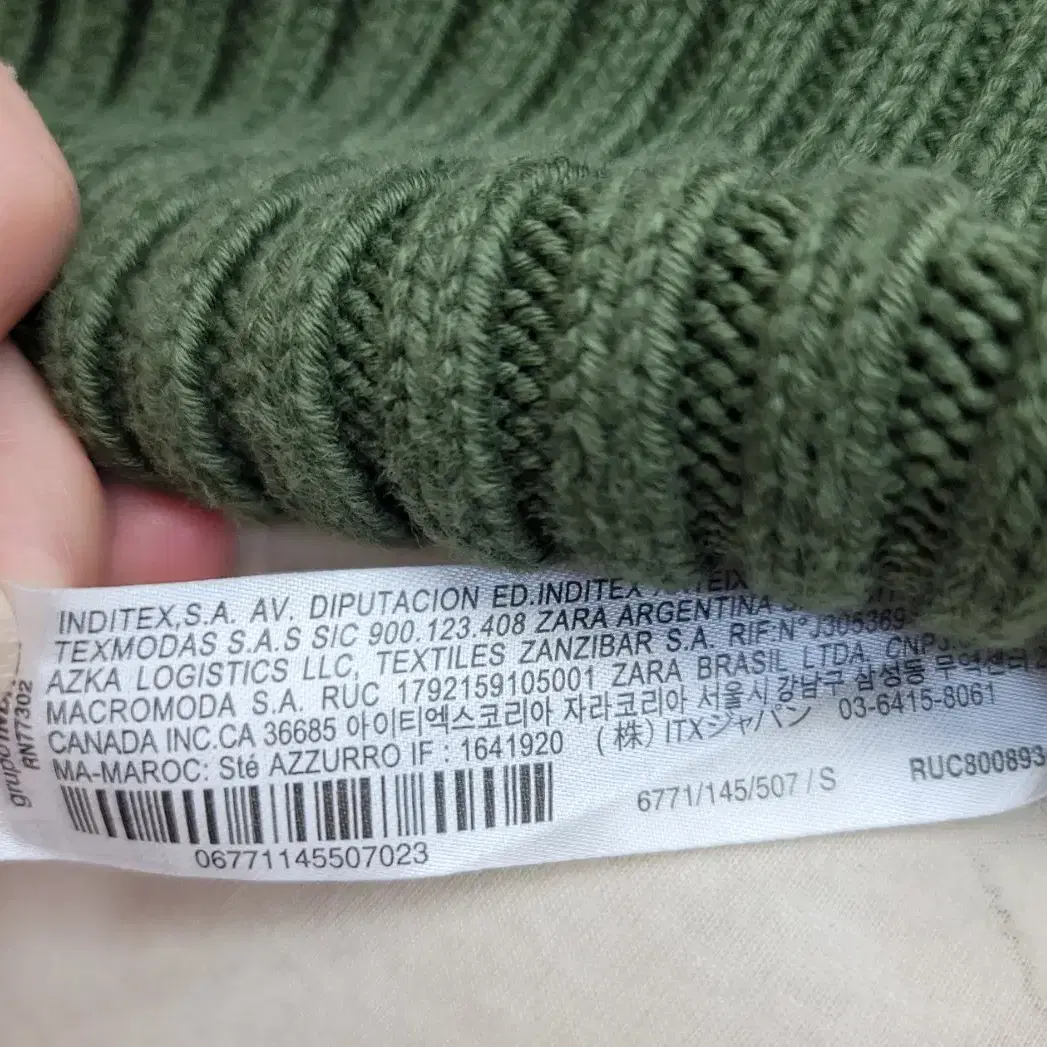 INDITEX,S.A. AV. DIPUTACION ED.INDITEX
TEXMODAS S.A.S SIC 900.123.408 ZARA ARGENTINA
AZKA LOGISTICS LLC, TEXTILES ZANZIBAR S.A. RIF:N°J305389
MACROMODA S.A. RUC 1792159105001 ZARA BRASIL LTDA, CNPJ
CANADA INC.CA 36685 아이티엑스코리아 자라코리아 서울시 강남구 삼성동 무역센터
MA-MAROC: Sté AZZURRO IF : 1641920 (株) ITXジャパン 03-6415-8061
6771/145/507 / S
RUC800893
06771145507023
RN77302